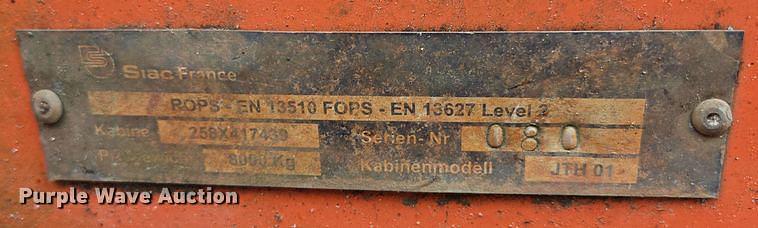 Siac France
ROPS - EN 13510 FOPS - EN 13627 Level 2
Kabine 258X417439 Serien- Nr 080
8000 Kg Kabinenmodell JTH 01
Purple Wave Auction